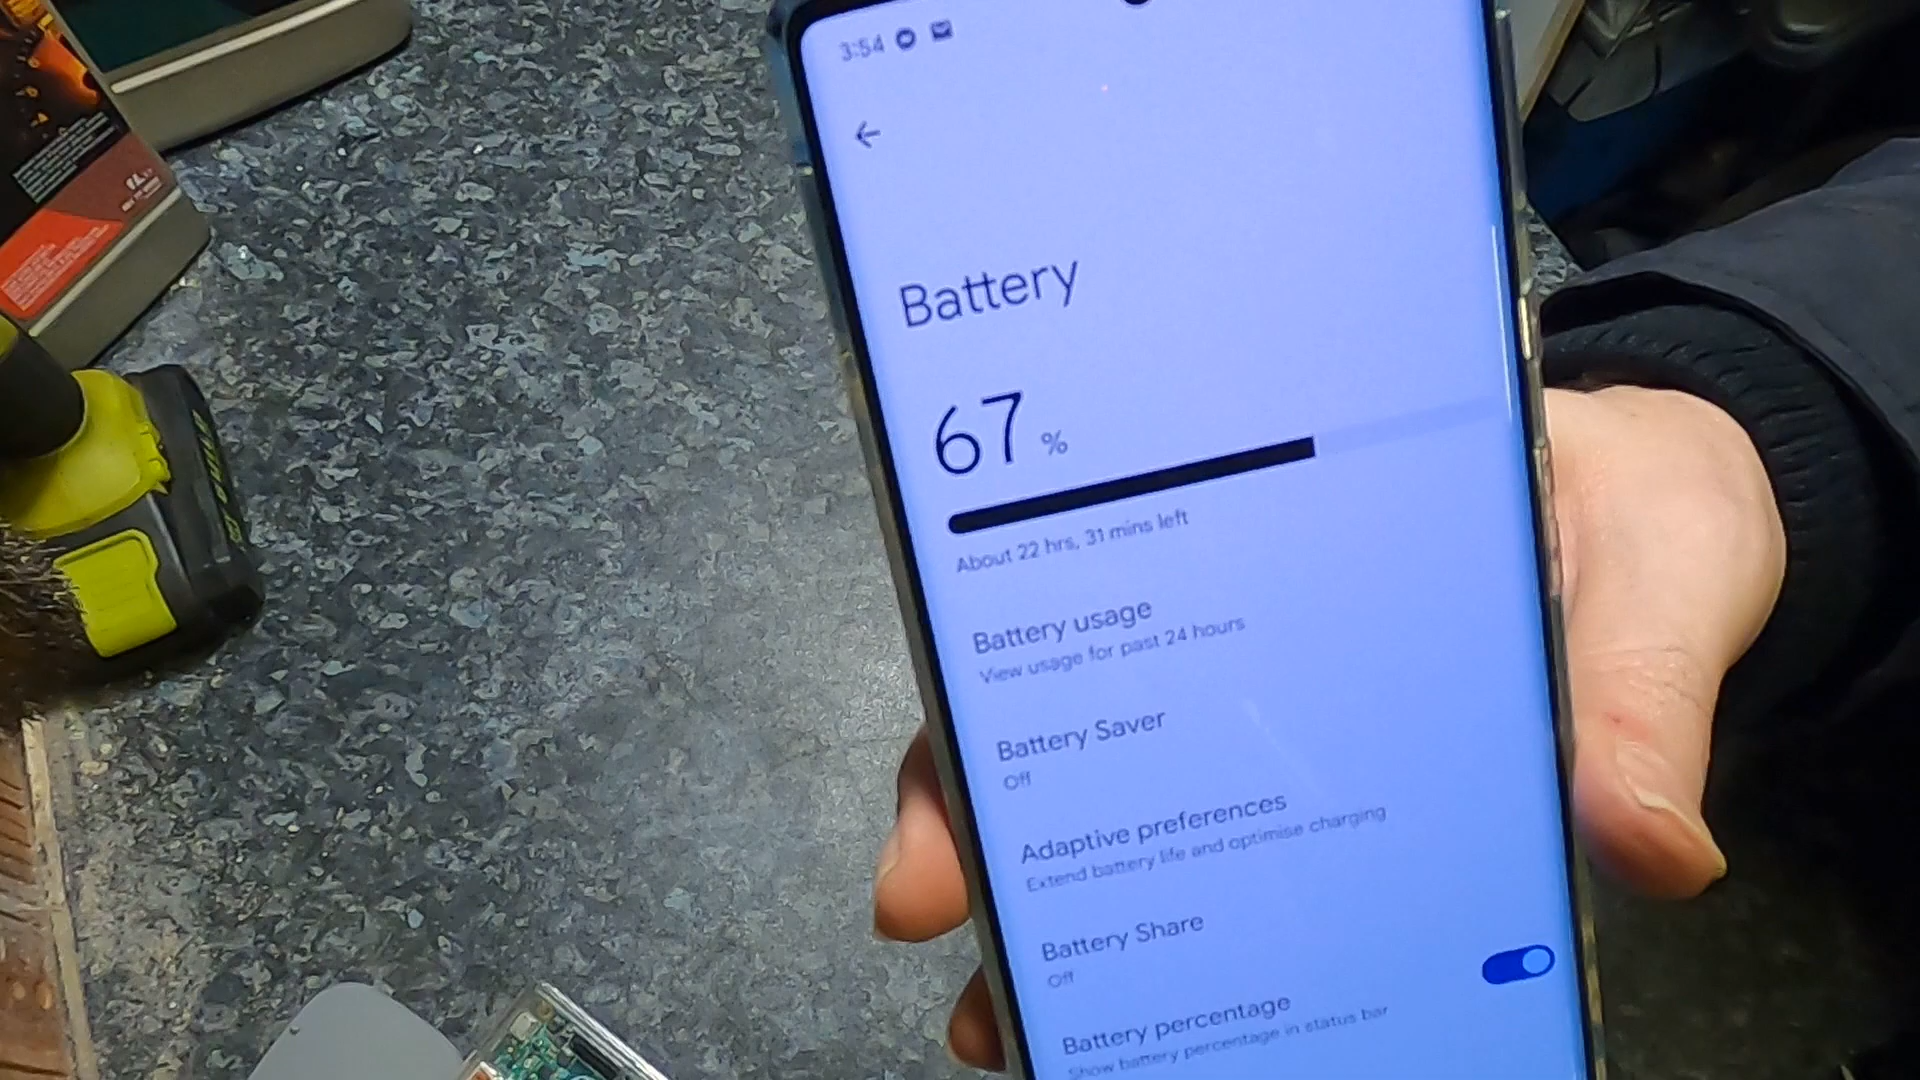 3:54
Battery
67 %
About 22 hrs, 31 mins left
Battery usage
View usage for past 24 hours
Battery Saver
Off
Adaptive preferences
Extend battery life and optimise charging
Battery Share
Off
Battery percentage
Show battery percentage in status bar